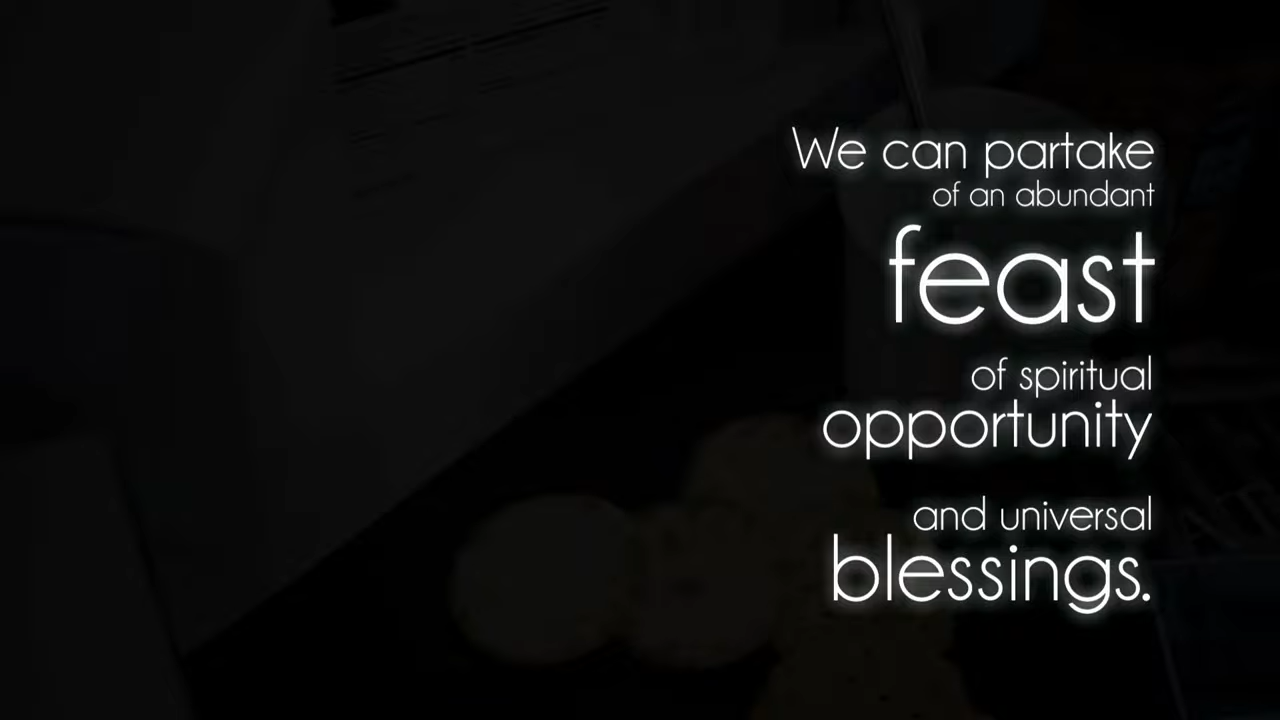 We can partake
of an abundant
feast
of spiritual
opportunity
and universal
blessings.